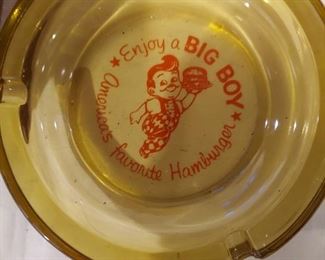 ★ Enjoy a BIG BOY ★
America's favorite Hamburger